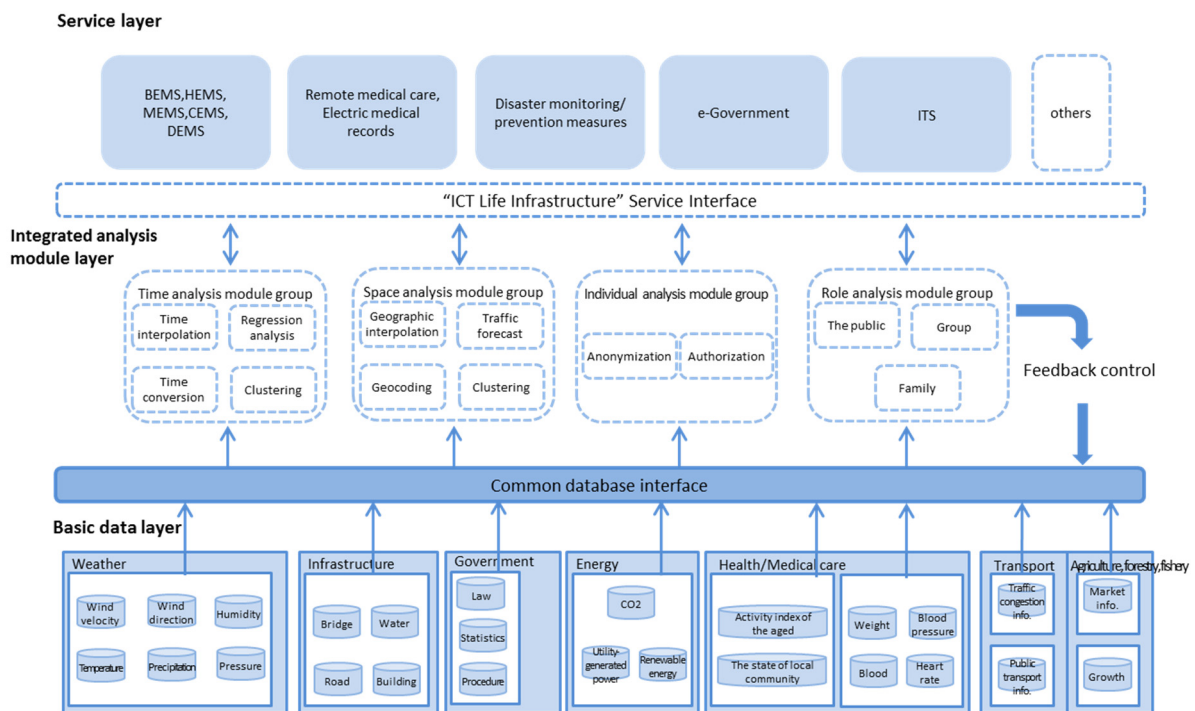 Service layer
BEMS,HEMS,
MEMS,CEMS,
DEMS
Remote medical care,
Electric medical
records
Disaster monitoring/
prevention measures
e-Government
ITS
others
“ICT Life Infrastructure” Service Interface
Integrated analysis
module layer
Time analysis module group
Time
interpolation
Regression
analysis
Time
conversion
Clustering
Space analysis module group
Geographic
interpolation
Traffic
forecast
Geocoding
Clustering
Individual analysis module group
Anonymization
Authorization
Role analysis module group
The public
Group
Family
Feedback control
Common database interface
Basic data layer
Weather
Wind
velocity
Wind
direction
Humidity
Temperature
Precipitation
Pressure
Infrastructure
Bridge
Water
Road
Building
Government
Law
Statistics
Procedure
Energy
CO2
Utility-
generated
power
Renewable
energy
Health/Medical care
Activity index of
the aged
The state of local
community
Weight
Blood
pressure
Blood
Heart
rate
Transport
Traffic
congestion
info.
Public
transport
info.
Agriculture,forestry,fishery
Market
info.
Growth